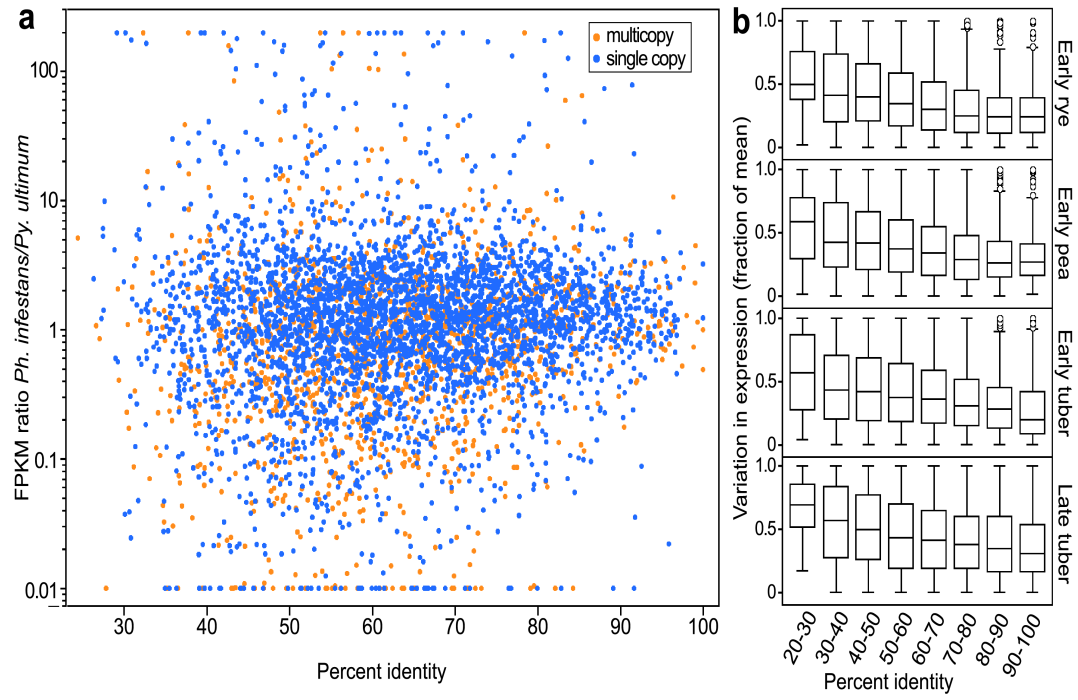 a
multicopy
single copy
100
10
1
0.1
0.01
FPKM ratio Ph. infestans/Py. ultimum
30 40 50 60 70 80 90 100
Percent identity
b
1.0
0.5
0
Early rye
1.0
0.5
0
Early pea
1.0
0.5
0
Early tuber
1.0
0.5
0
Late tuber
Variation in expression (fraction of mean)
20-30 30-40 40-50 50-60 60-70 70-80 80-90 90-100
Percent identity